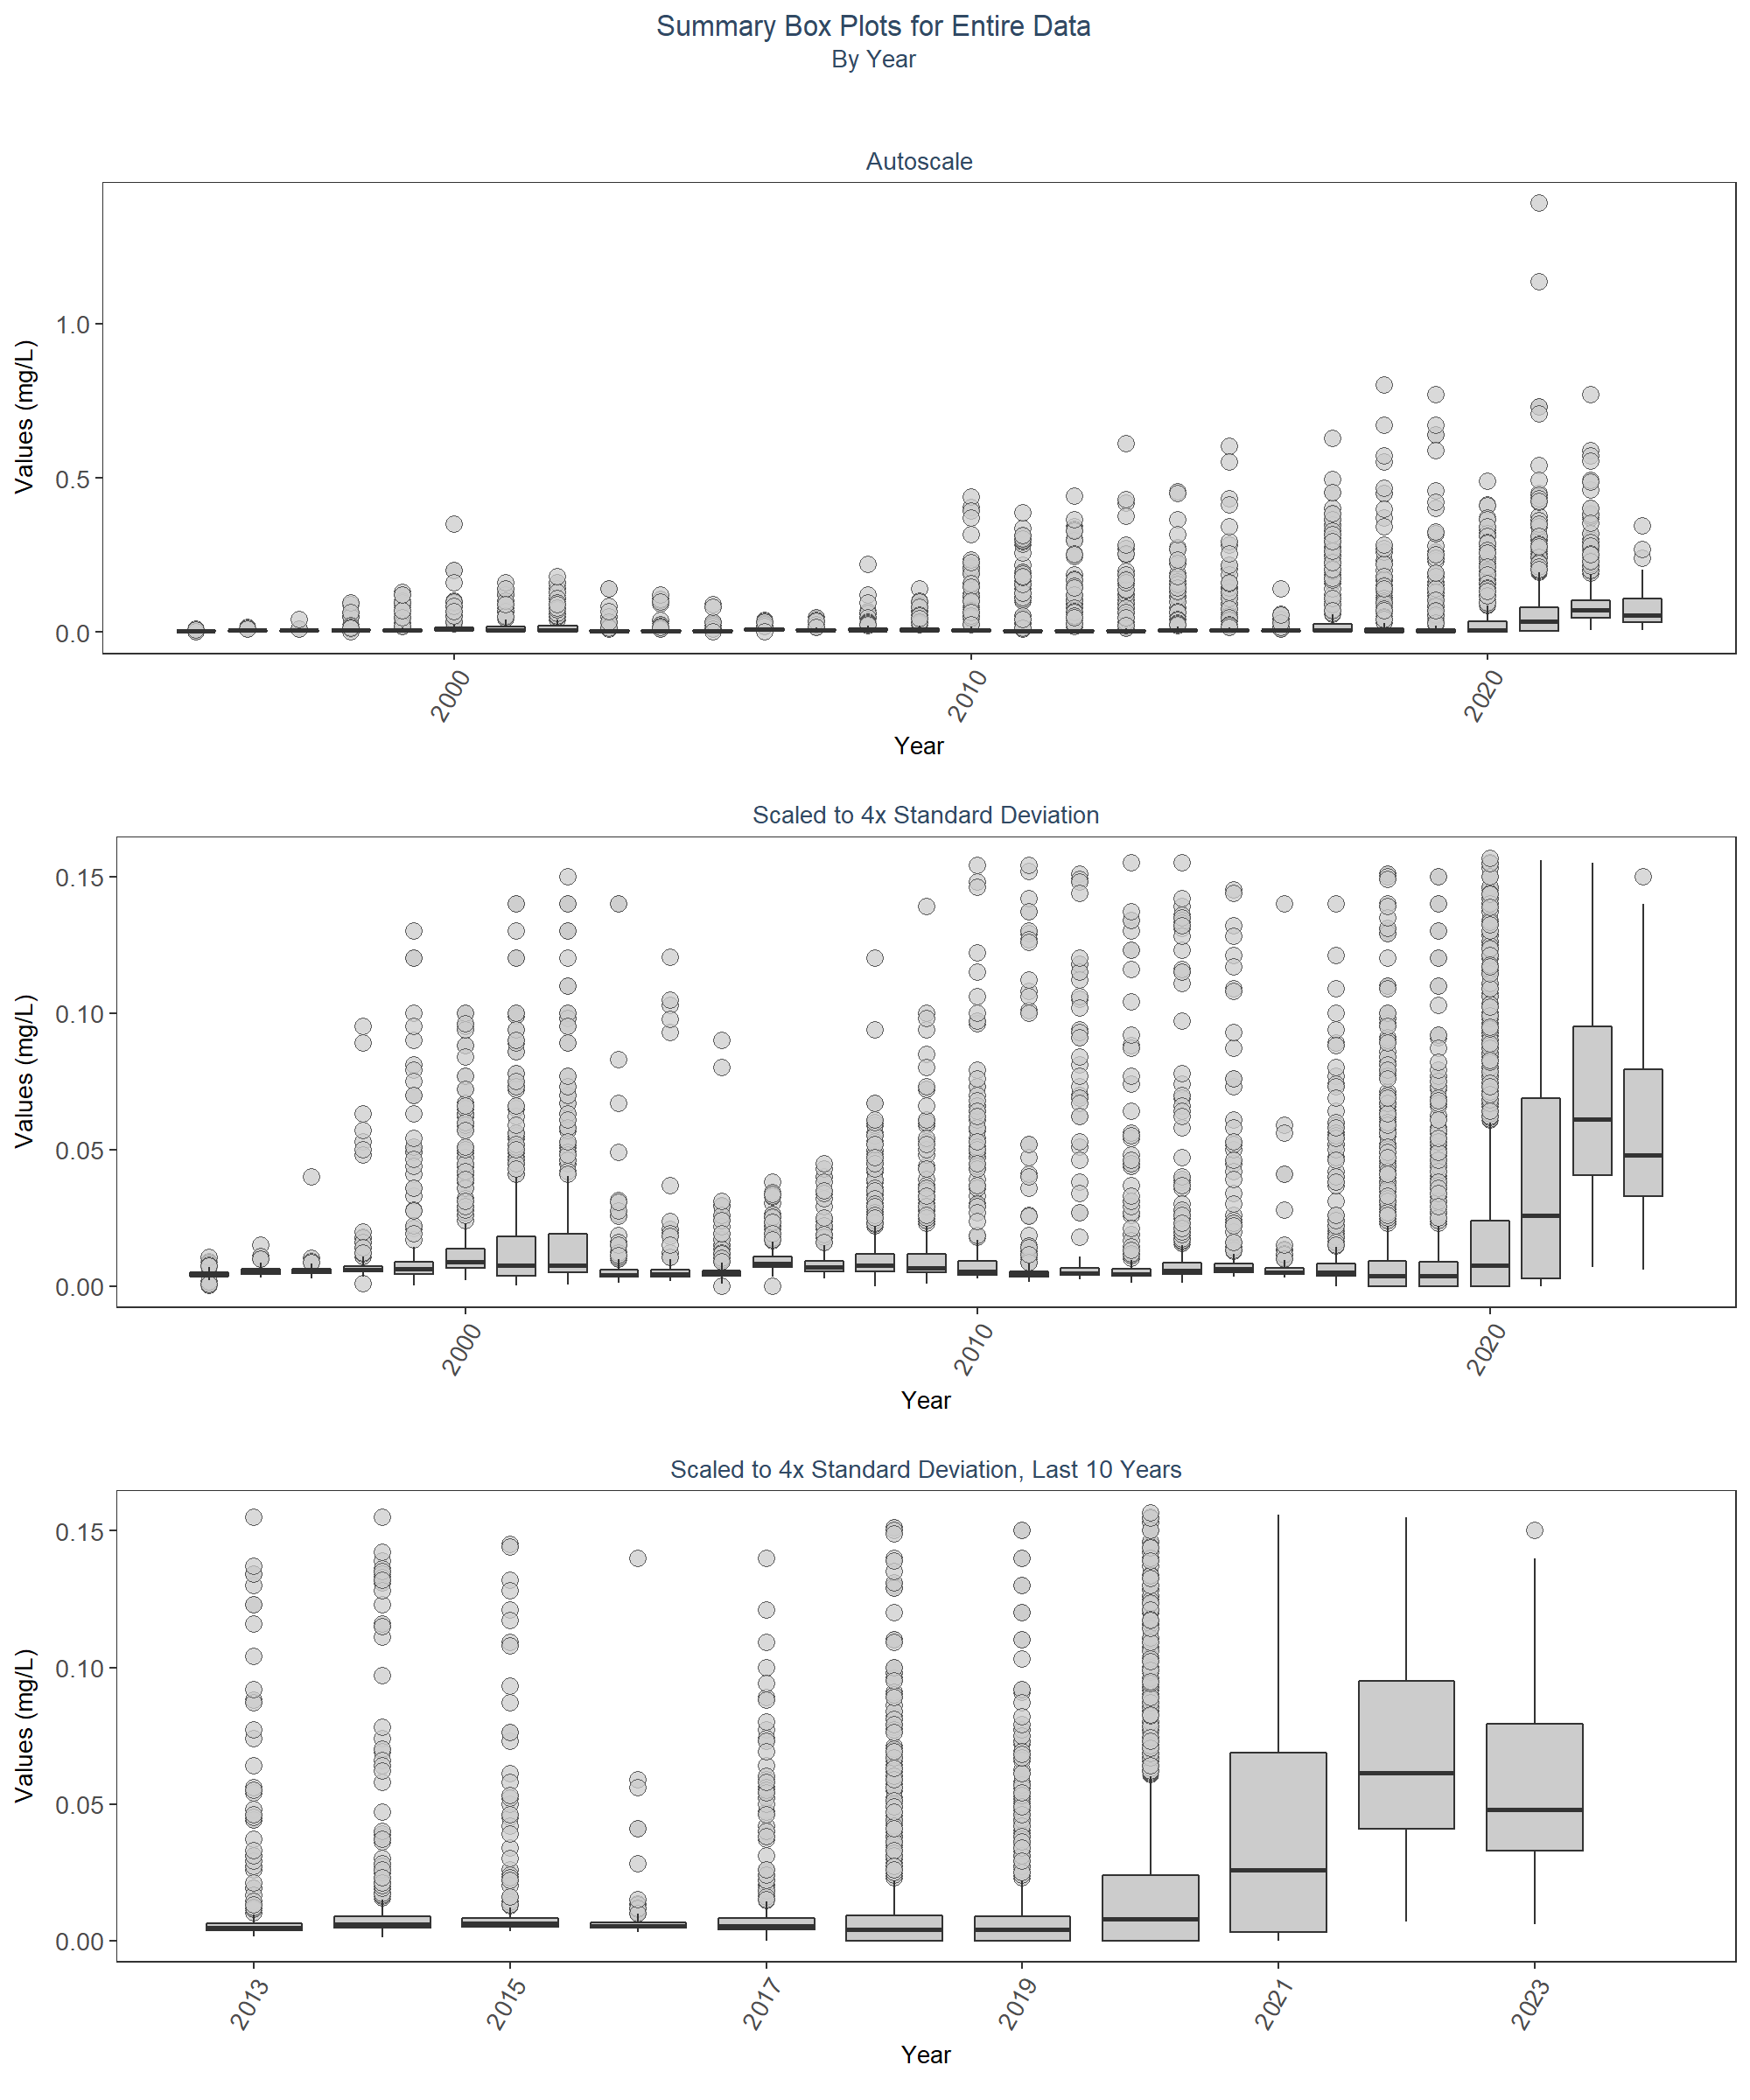 Summary Box Plots for Entire Data
By Year
Autoscale
Values (mg/L)
1.0
0.5
0.0
2000
2010
2020
Year
Scaled to 4x Standard Deviation
Values (mg/L)
0.15
0.10
0.05
0.00
2000
2010
2020
Year
Scaled to 4x Standard Deviation, Last 10 Years
Values (mg/L)
0.15
0.10
0.05
0.00
2013
2015
2017
2019
2021
2023
Year